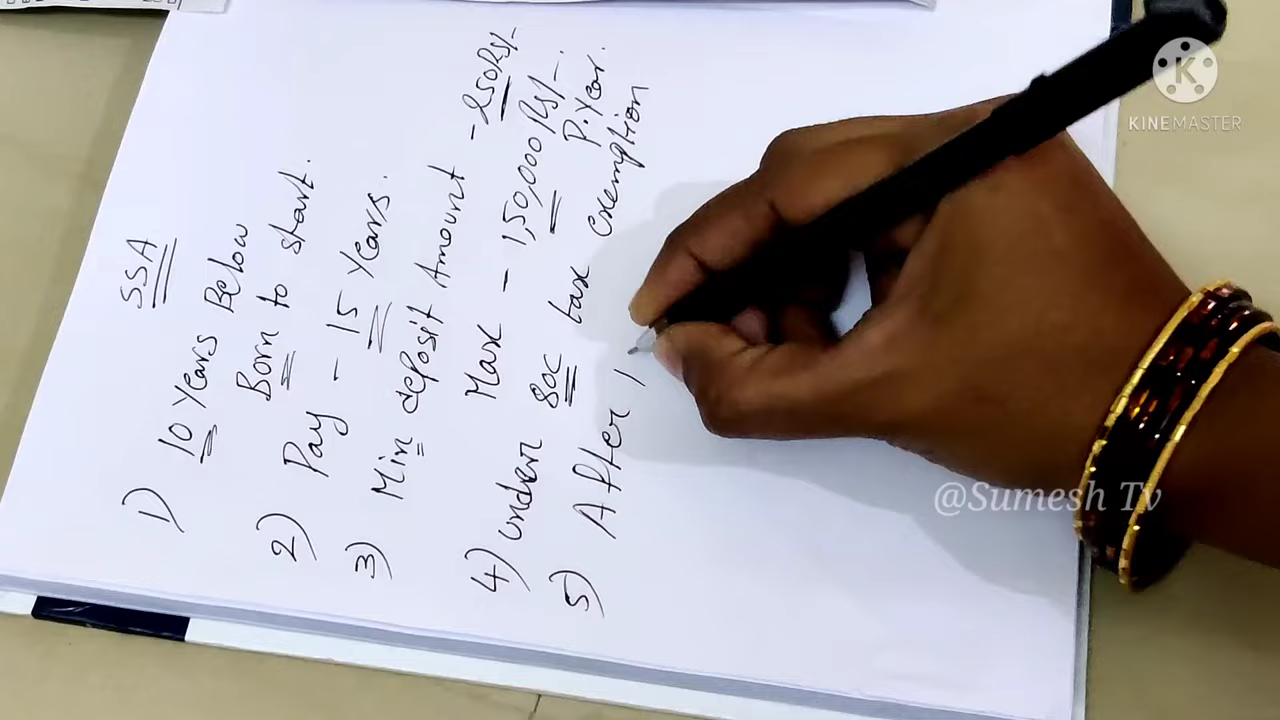 SSA
1) 10 Years Below
Born to start.
2) Pay - 15 Years.
3) Min deposit Amount - 250Rs/-
Max - 1,50,000 Rs/-.
P.Year.
4) under 80C tax exemption
5) After 1
KINEMASTER
@Sumesh Tv